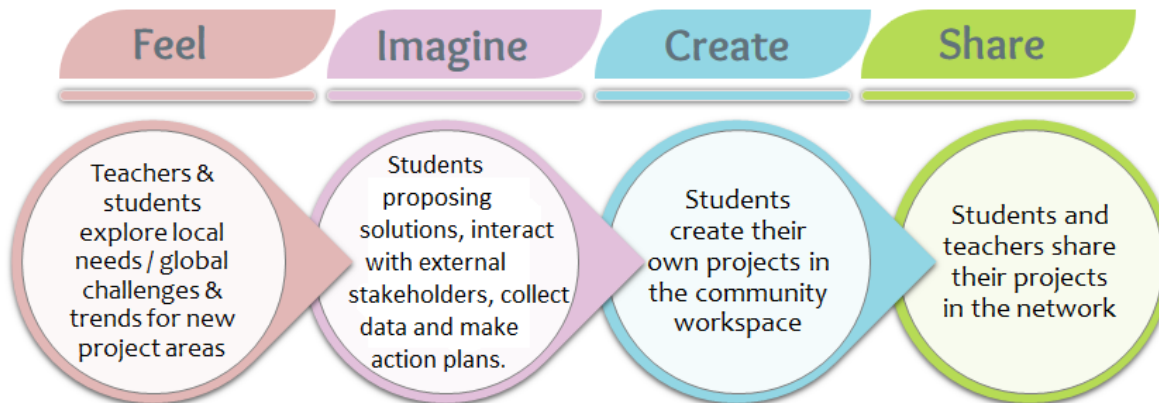 Feel
Imagine
Create
Share
Teachers &
students
explore local
needs / global
challenges &
trends for new
project areas
Students
proposing
solutions, interact
with external
stakeholders, collect
data and make
action plans.
Students
create their
own projects in
the community
workspace
Students and
teachers share
their projects
in the network